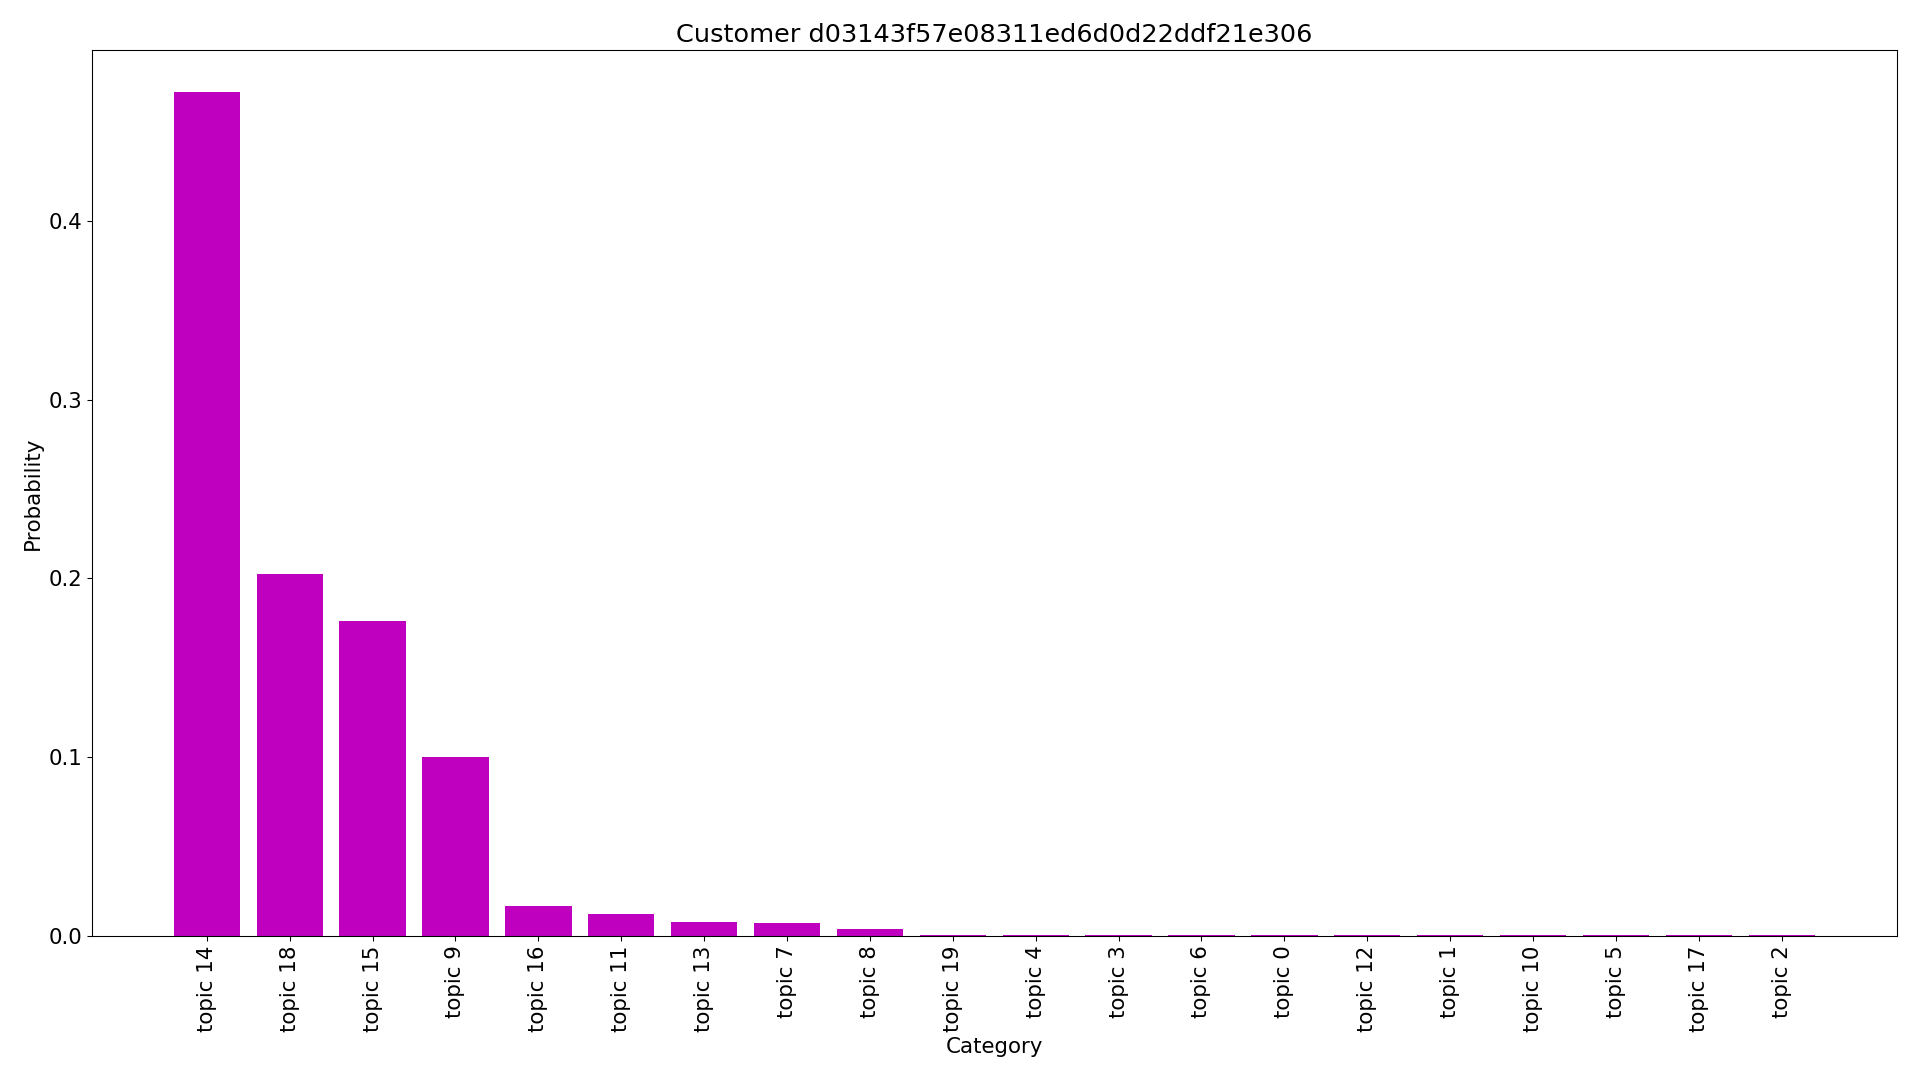 Customer d03143f57e08311ed6d0d22ddf21e306
Probability
0.4
0.3
0.2
0.1
0.0
topic 14
topic 18
topic 15
topic 9
topic 16
topic 11
topic 13
topic 7
topic 8
topic 19
topic 4
topic 3
topic 6
topic 0
topic 12
topic 1
topic 10
topic 5
topic 17
topic 2
Category